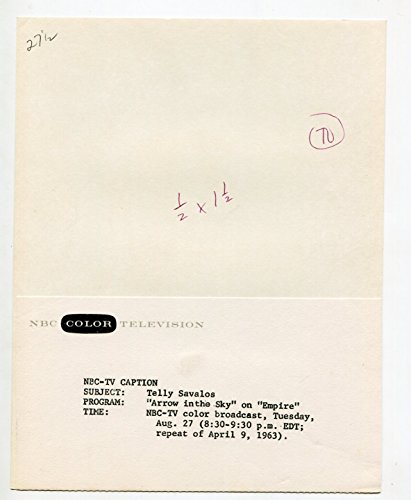 27½
TV
½ x 1½
NBC COLOR TELEVISION
NBC-TV CAPTION
SUBJECT: Telly Savalos
PROGRAM: "Arrow inthe Sky" on "Empire"
TIME: NBC-TV color broadcast, Tuesday,
Aug. 27 (8:30-9:30 p.m. EDT;
repeat of April 9, 1963).